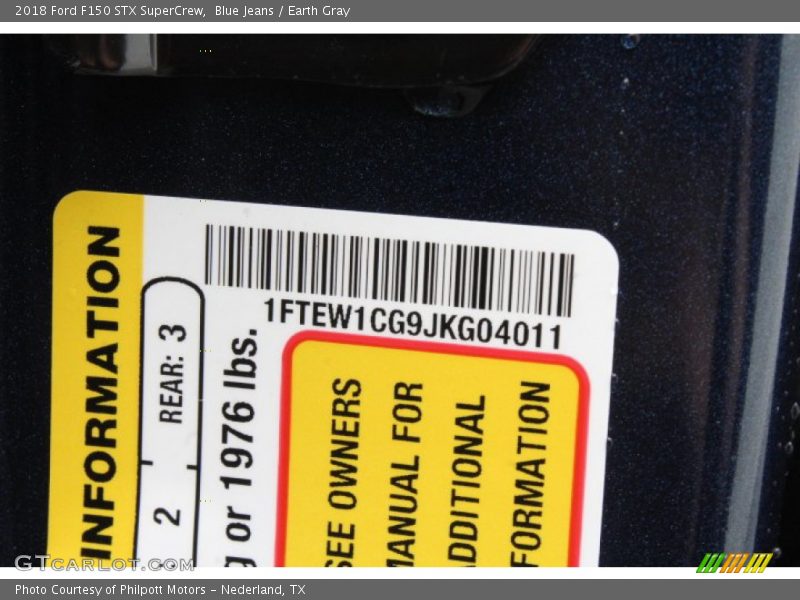 2018 Ford F150 STX SuperCrew,  Blue Jeans / Earth Gray
1FTEW1CG9JKG04011
INFORMATION
2 REAR: 3
or 1976 lbs.
SEE OWNERS
MANUAL FOR
ADDITIONAL
FORMATION
GTcarlot.com
Photo Courtesy of Philpott Motors - Nederland, TX